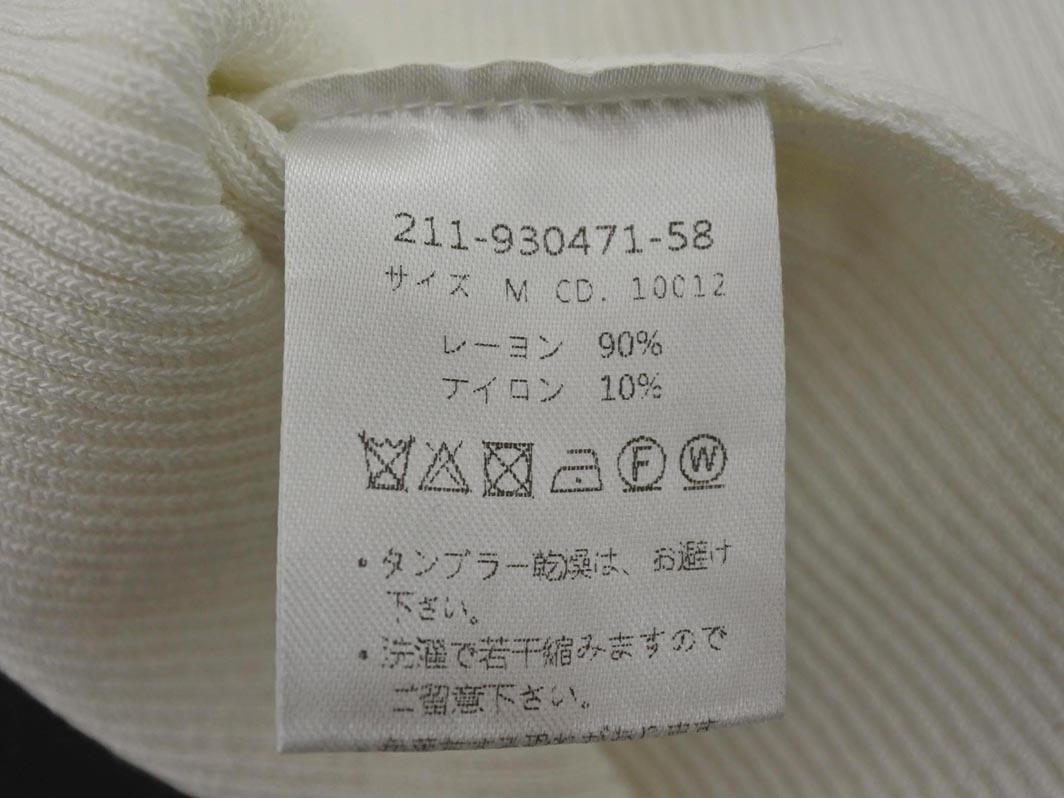 211-930471-58
サイズ M CD. 10012
レーヨン 90%
ナイロン 10%
F W
・タンブラー乾燥は、お避け
下さい。
・洗濯で若干縮みますので
ご留意下さい。